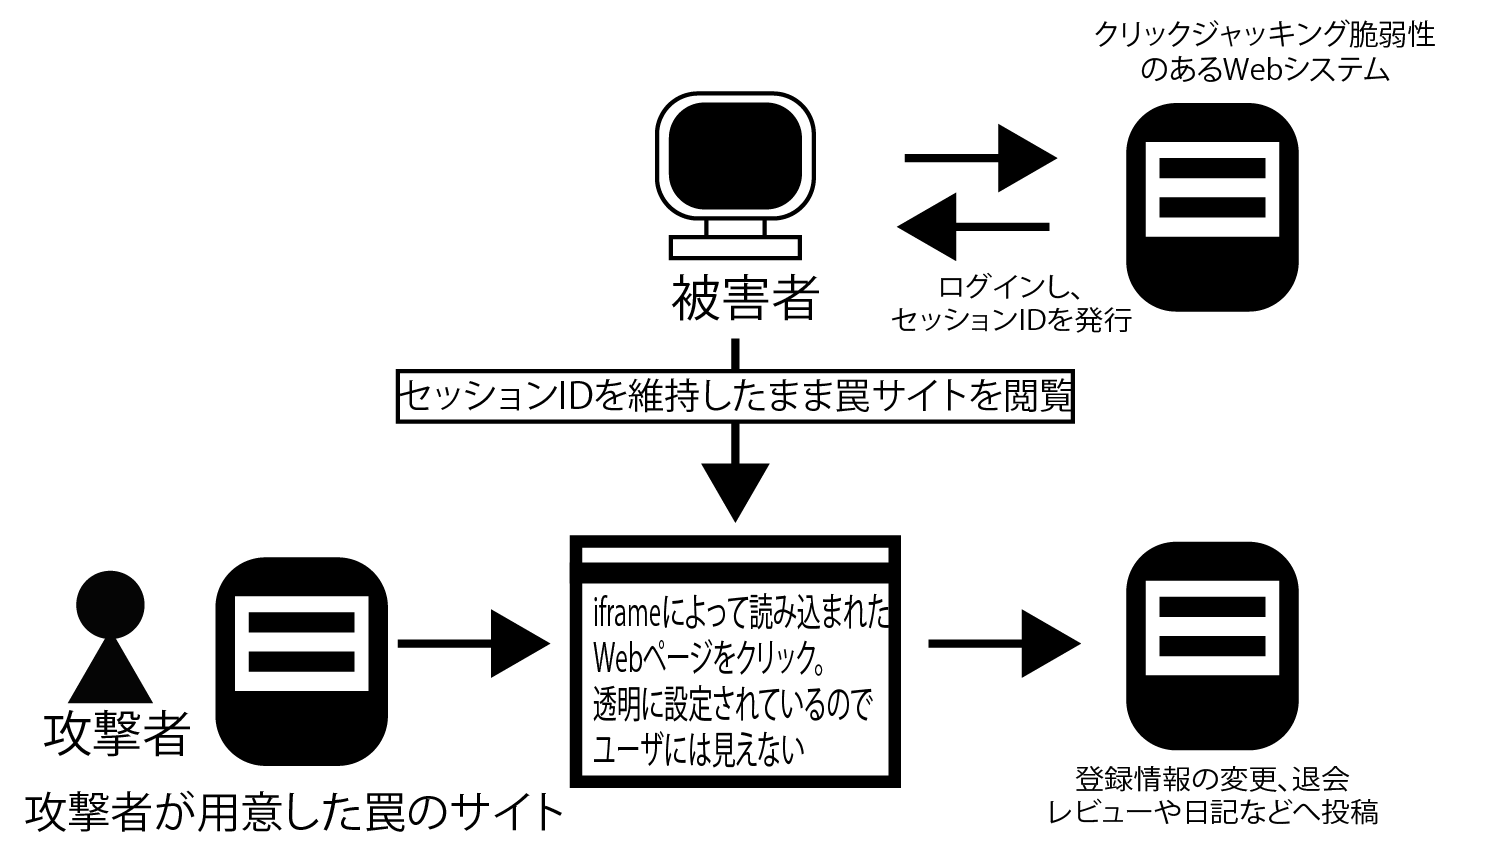 クリックジャッキング脆弱性
のあるWebシステム
被害者
ログインし、
セッションIDを発行
セッションIDを維持したまま罠サイトを閲覧
iframeによって読み込まれた
Webページをクリック。
透明に設定されているので
ユーザには見えない
攻撃者
攻撃者が用意した罠のサイト
登録情報の変更、退会
レビューや日記などへ投稿